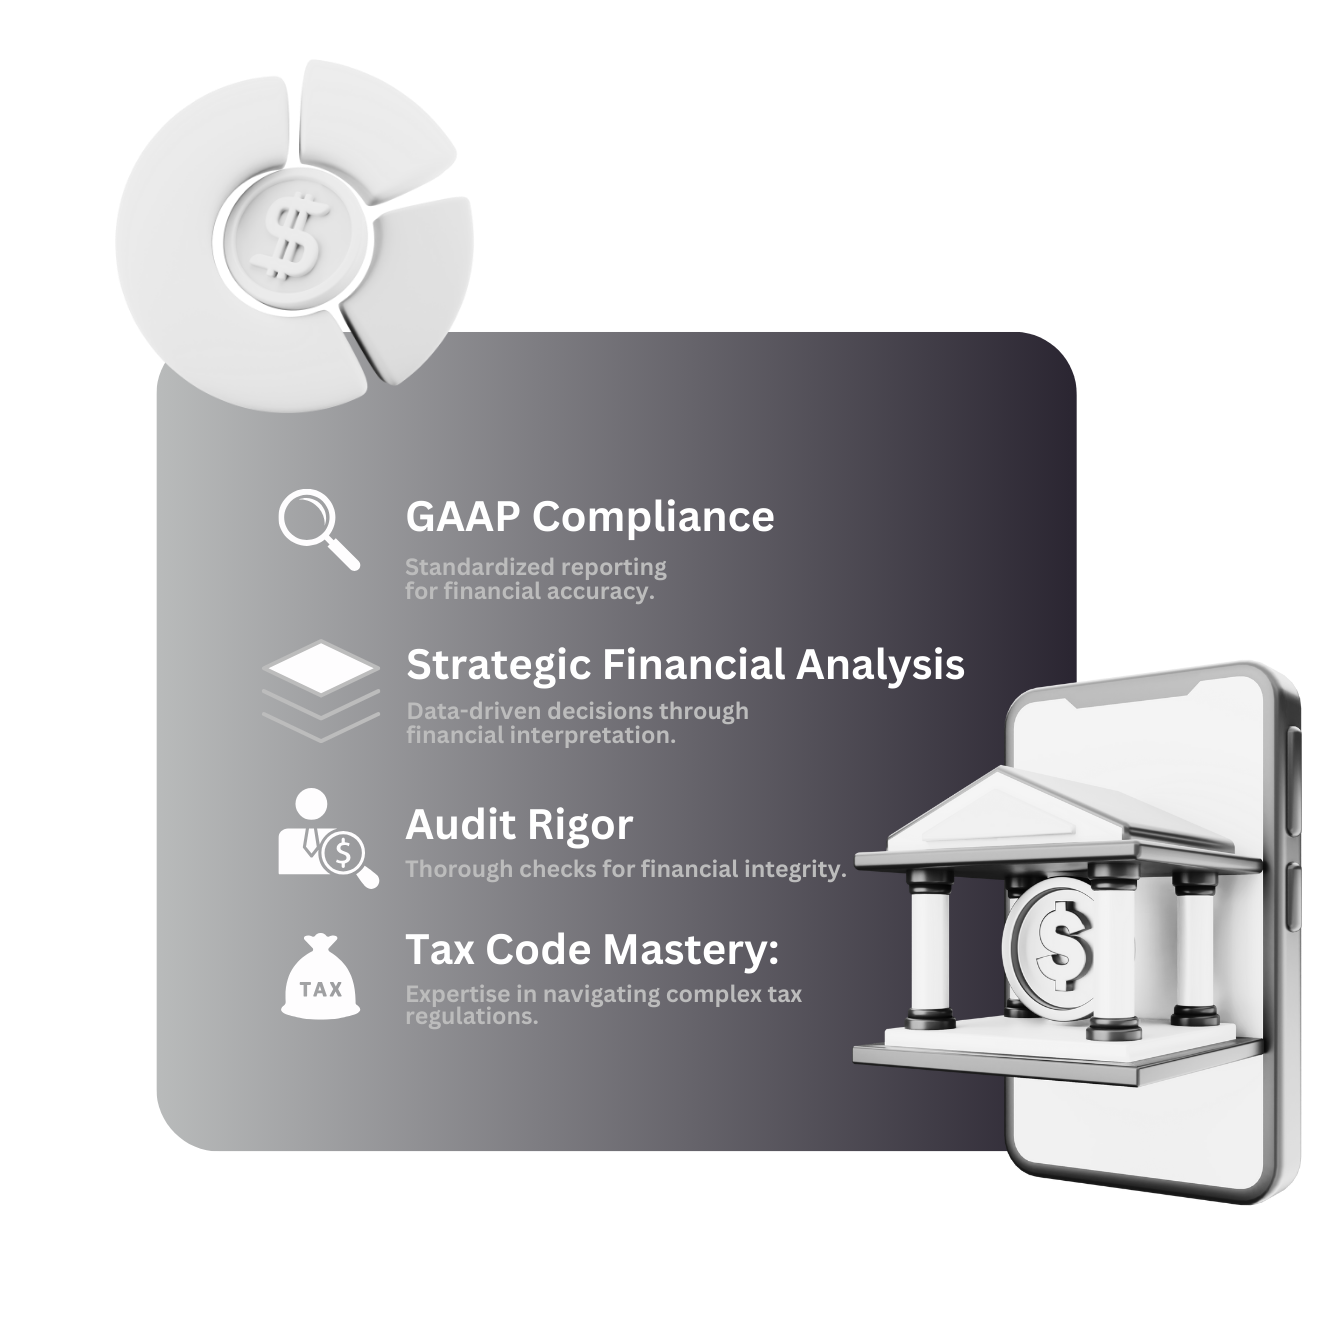 $
GAAP Compliance
Standardized reporting
for financial accuracy.
Strategic Financial Analysis
Data-driven decisions through
financial interpretation.
$
Audit Rigor
Thorough checks for financial integrity.
$
Tax Code Mastery:
TAX
Expertise in navigating complex tax
regulations.